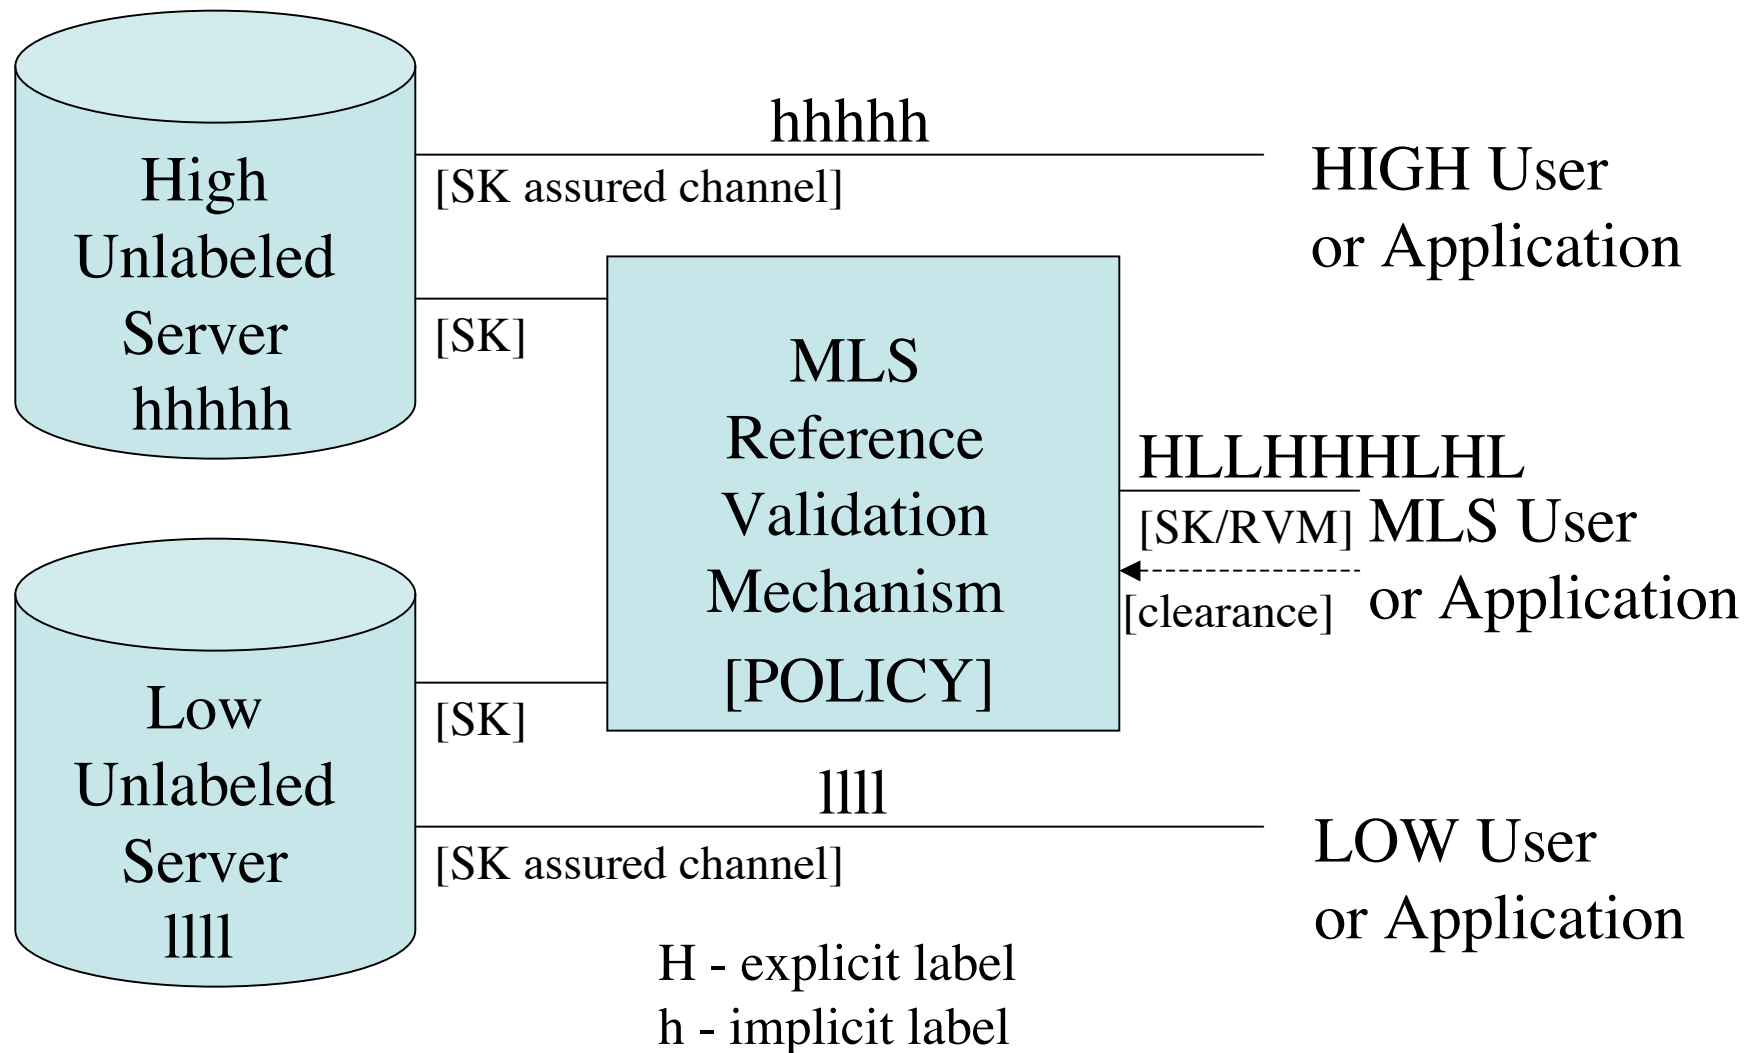 High
Unlabeled
Server
hhhhh
hhhhh
[SK assured channel]
HIGH User
or Application
[SK]
MLS
Reference
Validation
Mechanism
[POLICY]
HLLHHHLHL
[SK/RVM]
MLS User
or Application
[clearance]
Low
Unlabeled
Server
llll
[SK]
llll
[SK assured channel]
LOW User
or Application
H - explicit label
h - implicit label